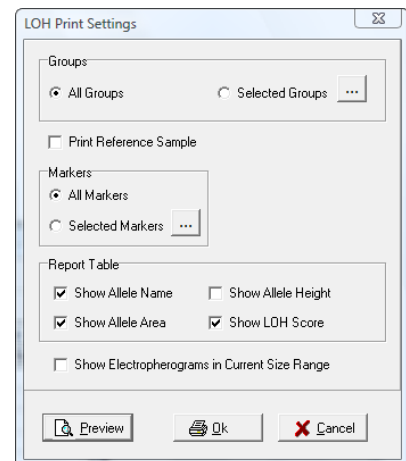 LOH Print Settings
Groups
All Groups Selected Groups ...
Print Reference Sample
Markers
All Markers
Selected Markers ...
Report Table
Show Allele Name Show Allele Height
Show Allele Area Show LOH Score
Show Electropherograms in Current Size Range
Preview Ok Cancel